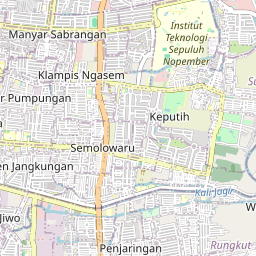 Institut
Teknologi
Sepuluh
Nopember
Manyar Sabrangan
Klampis Ngasem
r Pumpungan
Keputih
a
Semolowaru
en Jangkungan
Kali Jagir
W
Jiwo
Penjaringan
Rungkut